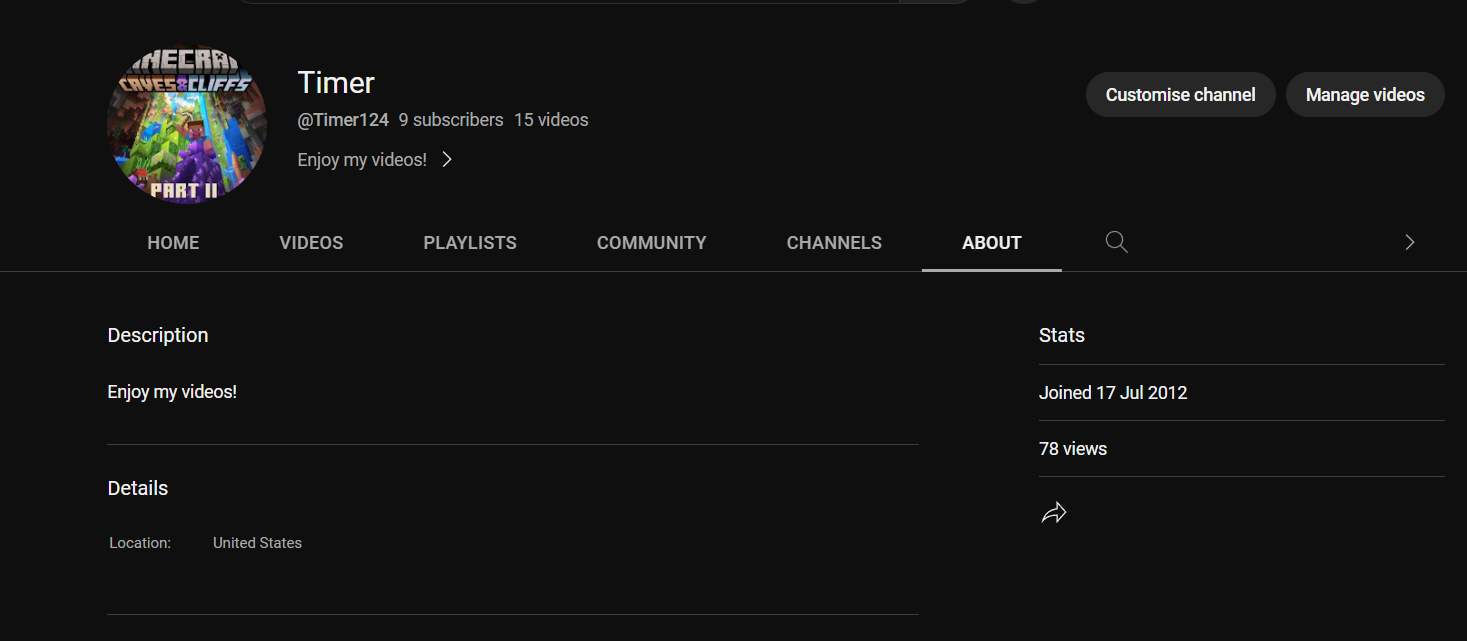 MINECRAF
CAVES & CLIFFS
PART II
Timer
@Timer124 9 subscribers 15 videos
Enjoy my videos!
Customise channel Manage videos
HOME VIDEOS PLAYLISTS COMMUNITY CHANNELS ABOUT
Description
Enjoy my videos!
Details
Location: United States
Stats
Joined 17 Jul 2012
78 views